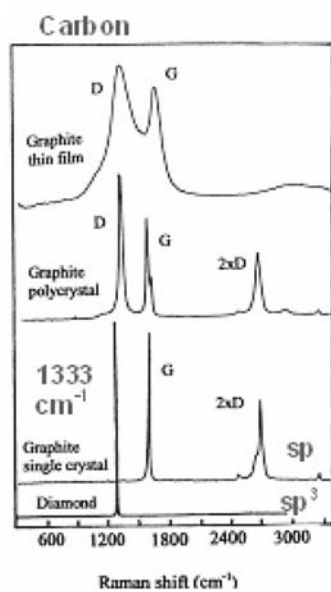 Carbon
D
G
Graphite
thin film
D
G
2xD
Graphite
polycrystal
1333
cm-1
G
2xD
sp
Graphite
single crystal
sp3
Diamond
600 1200 1800 2400 3000
Raman shift (cm-1)